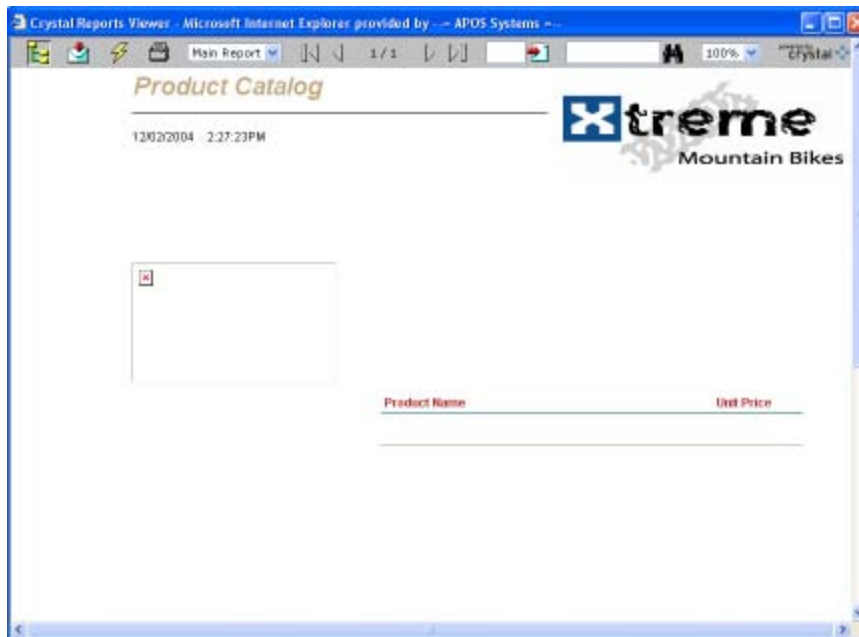 Crystal Reports Viewer - Microsoft Internet Explorer provided by --= APOS Systems =--
Main Report 1/1 100% crystal
Product Catalog
Xtreme
Mountain Bikes
12/02/2004 2:27:23PM
Product Name Unit Price